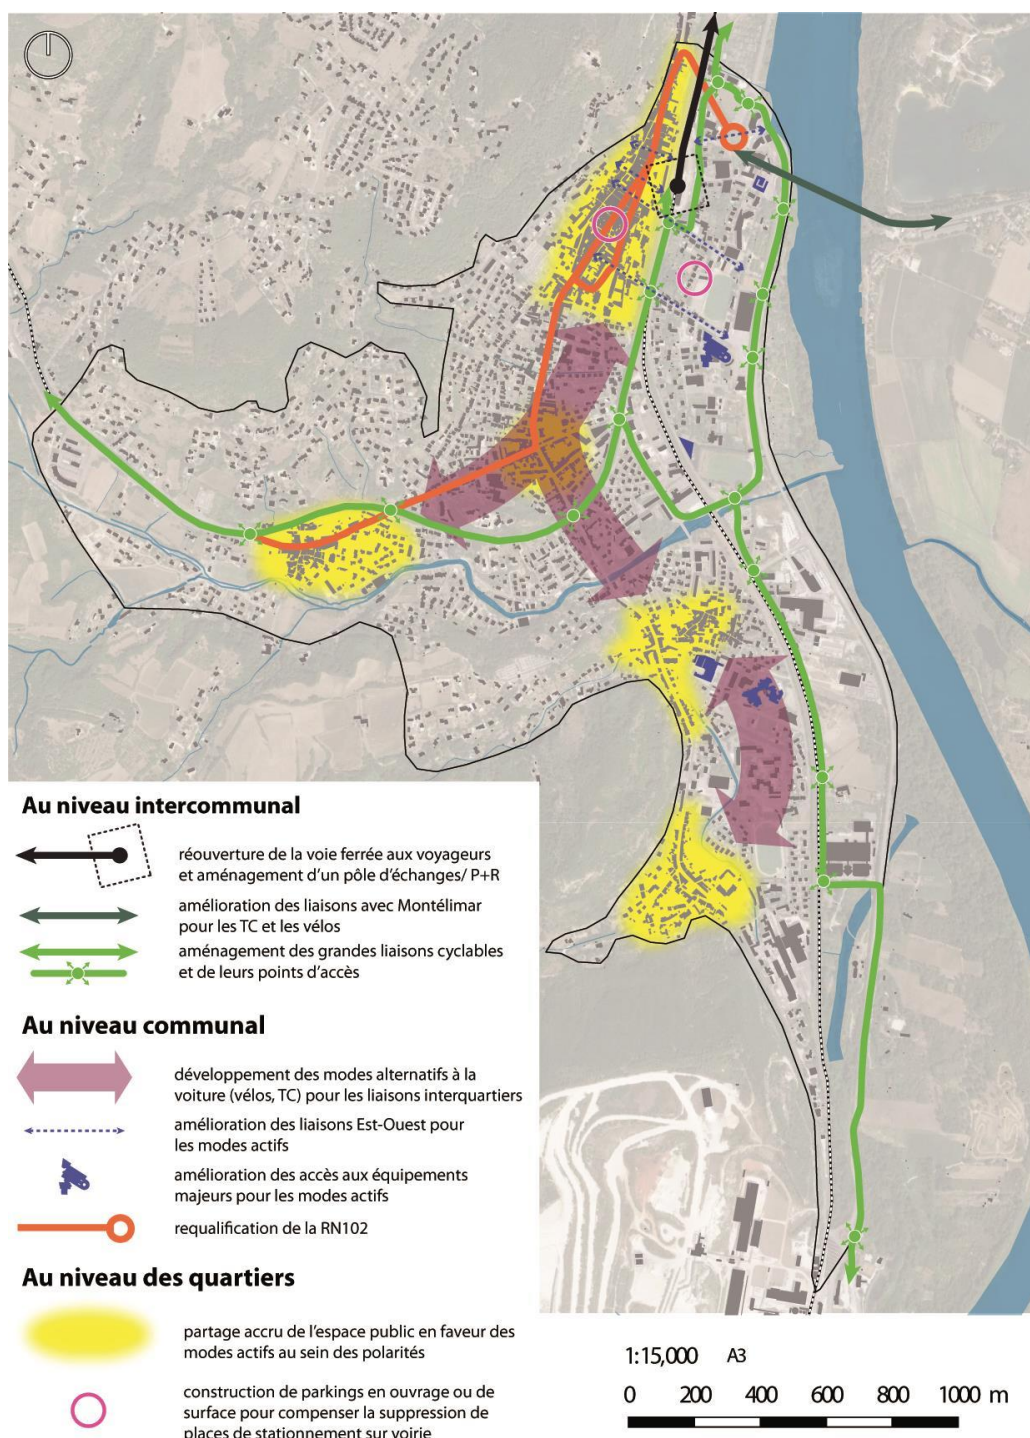 Au niveau intercommunal
réouverture de la voie ferrée aux voyageurs
et aménagement d'un pôle d'échanges/ P+R
amélioration des liaisons avec Montélimar
pour les TC et les vélos
aménagement des grandes liaisons cyclables
et de leurs points d'accès
Au niveau communal
développement des modes alternatifs à la
voiture (vélos, TC) pour les liaisons interquartiers
amélioration des liaisons Est-Ouest pour
les modes actifs
amélioration des accès aux équipements
majeurs pour les modes actifs
requalification de la RN102
Au niveau des quartiers
partage accru de l'espace public en faveur des
modes actifs au sein des polarités
construction de parkings en ouvrage ou de
surface pour compenser la suppression de
places de stationnement sur voirie
1:15,000 A3
0 200 400 600 800 1000 m